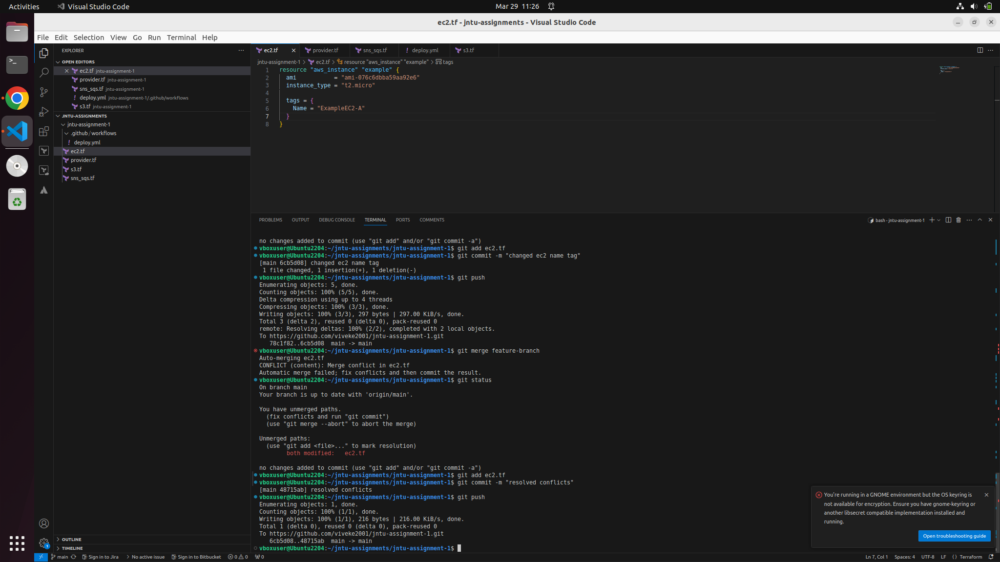 Activities
Visual Studio Code
Mar 29 11:26
ec2.tf - jntu-assignments - Visual Studio Code
File Edit Selection View Go Run Terminal Help
EXPLORER
OPEN EDITORS
ec2.tf jntu-assignment-1
provider.tf jntu-assignment-1
sns_sqs.tf jntu-assignment-1
! deploy.yml jntu-assignment-1/.github/workflows
s3.tf jntu-assignment-1
JNTU-ASSIGNMENTS
jntu-assignment-1
.github/workflows
! deploy.yml
ec2.tf
provider.tf
s3.tf
sns_sqs.tf
OUTLINE
TIMELINE
ec2.tf
provider.tf
sns_sqs.tf
! deploy.yml
s3.tf
jntu-assignment-1 > ec2.tf > resource "aws_instance" "example" > tags
1 resource "aws_instance" "example" {
2   ami           = "ami-076c6dbba59aa92e6"
3   instance_type = "t2.micro"
4
5   tags = {
6     Name = "ExampleEC2-A"
7   }
8 }
PROBLEMS OUTPUT DEBUG CONSOLE TERMINAL PORTS COMMENTS
bash - jntu-assignment-1
no changes added to commit (use "git add" and/or "git commit -a")
vboxuser@Ubuntu2204:~/jntu-assignments/jntu-assignment-1$ git add ec2.tf
vboxuser@Ubuntu2204:~/jntu-assignments/jntu-assignment-1$ git commit -m "changed ec2 name tag"
[main 6cb5d08] changed ec2 name tag
 1 file changed, 1 insertion(+), 1 deletion(-)
vboxuser@Ubuntu2204:~/jntu-assignments/jntu-assignment-1$ git push
Enumerating objects: 5, done.
Counting objects: 100% (5/5), done.
Delta compression using up to 4 threads
Compressing objects: 100% (3/3), done.
Writing objects: 100% (3/3), 297 bytes | 297.00 KiB/s, done.
Total 3 (delta 2), reused 0 (delta 0), pack-reused 0
remote: Resolving deltas: 100% (2/2), completed with 2 local objects.
To https://github.com/viveke2001/jntu-assignment-1.git
   78c1f82..6cb5d08  main -> main
vboxuser@Ubuntu2204:~/jntu-assignments/jntu-assignment-1$ git merge feature-branch
Auto-merging ec2.tf
CONFLICT (content): Merge conflict in ec2.tf
Automatic merge failed; fix conflicts and then commit the result.
vboxuser@Ubuntu2204:~/jntu-assignments/jntu-assignment-1$ git status
On branch main
Your branch is up to date with 'origin/main'.
You have unmerged paths.
  (fix conflicts and run "git commit")
  (use "git merge --abort" to abort the merge)
Unmerged paths:
  (use "git add <file>..." to mark resolution)
        both modified:   ec2.tf
no changes added to commit (use "git add" and/or "git commit -a")
vboxuser@Ubuntu2204:~/jntu-assignments/jntu-assignment-1$ git add ec2.tf
vboxuser@Ubuntu2204:~/jntu-assignments/jntu-assignment-1$ git commit -m "resolved conflicts"
[main 48715ab] resolved conflicts
vboxuser@Ubuntu2204:~/jntu-assignments/jntu-assignment-1$ git push
Enumerating objects: 1, done.
Counting objects: 100% (1/1), done.
Writing objects: 100% (1/1), 216 bytes | 216.00 KiB/s, done.
Total 1 (delta 0), reused 0 (delta 0), pack-reused 0
To https://github.com/viveke2001/jntu-assignment-1.git
   6cb5d08..48715ab  main -> main
vboxuser@Ubuntu2204:~/jntu-assignments/jntu-assignment-1$
You're running in a GNOME environment but the OS keyring is
not available for encryption. Ensure you have gnome-keyring or
another libsecret compatible implementation installed and
running.
Open troubleshooting guide
1
main Sign in to Jira No active issue Sign in to Bitbucket 0 0 0 Ln 7, Col 1 Spaces: 4 UTF-8 LF {} Terraform